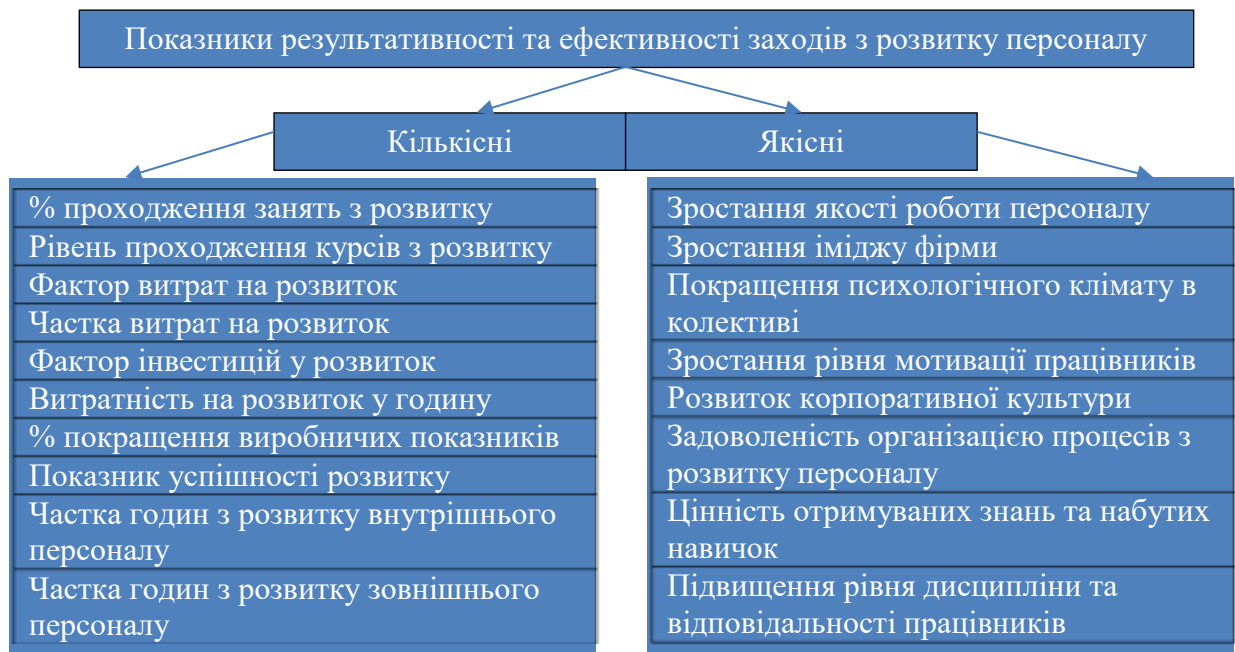 Показники результативності та ефективності заходів з розвитку персоналу
Кількісні
Якісні
% проходження занять з розвитку
Рівень проходження курсів з розвитку
Фактор витрат на розвиток
Частка витрат на розвиток
Фактор інвестицій у розвиток
Витратність на розвиток у годину
% покращення виробничих показників
Показник успішності розвитку
Частка годин з розвитку внутрішнього
персоналу
Частка годин з розвитку зовнішнього
персоналу
Зростання якості роботи персоналу
Зростання іміджу фірми
Покращення психологічного клімату в
колективі
Зростання рівня мотивації працівників
Розвиток корпоративної культури
Задоволеність організацією процесів з
розвитку персоналу
Цінність отримуваних знань та набутих
навичок
Підвищення рівня дисципліни та
відповідальності працівників